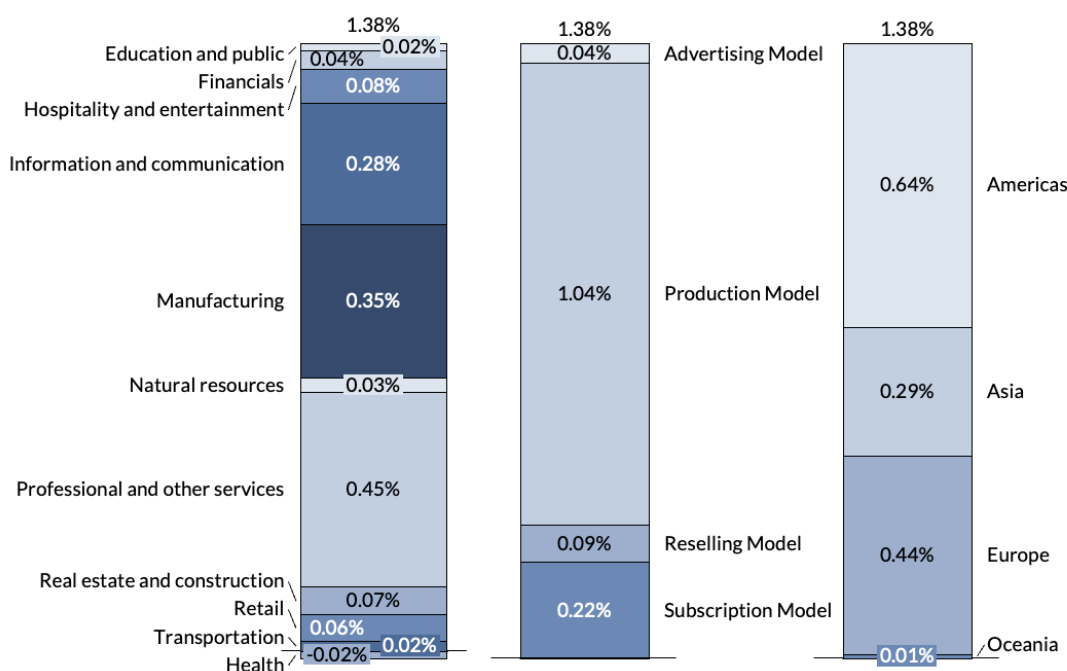 1.38%
Education and public 0.02%
Financials 0.04%
Hospitality and entertainment 0.08%
Information and communication 0.28%
Manufacturing 0.35%
Natural resources 0.03%
Professional and other services 0.45%
Real estate and construction 0.07%
Retail 0.06%
Transportation 0.02%
Health -0.02%
1.38%
0.04% Advertising Model
1.04% Production Model
0.09% Reselling Model
0.22% Subscription Model
1.38%
0.64% Americas
0.29% Asia
0.44% Europe
0.01% Oceania